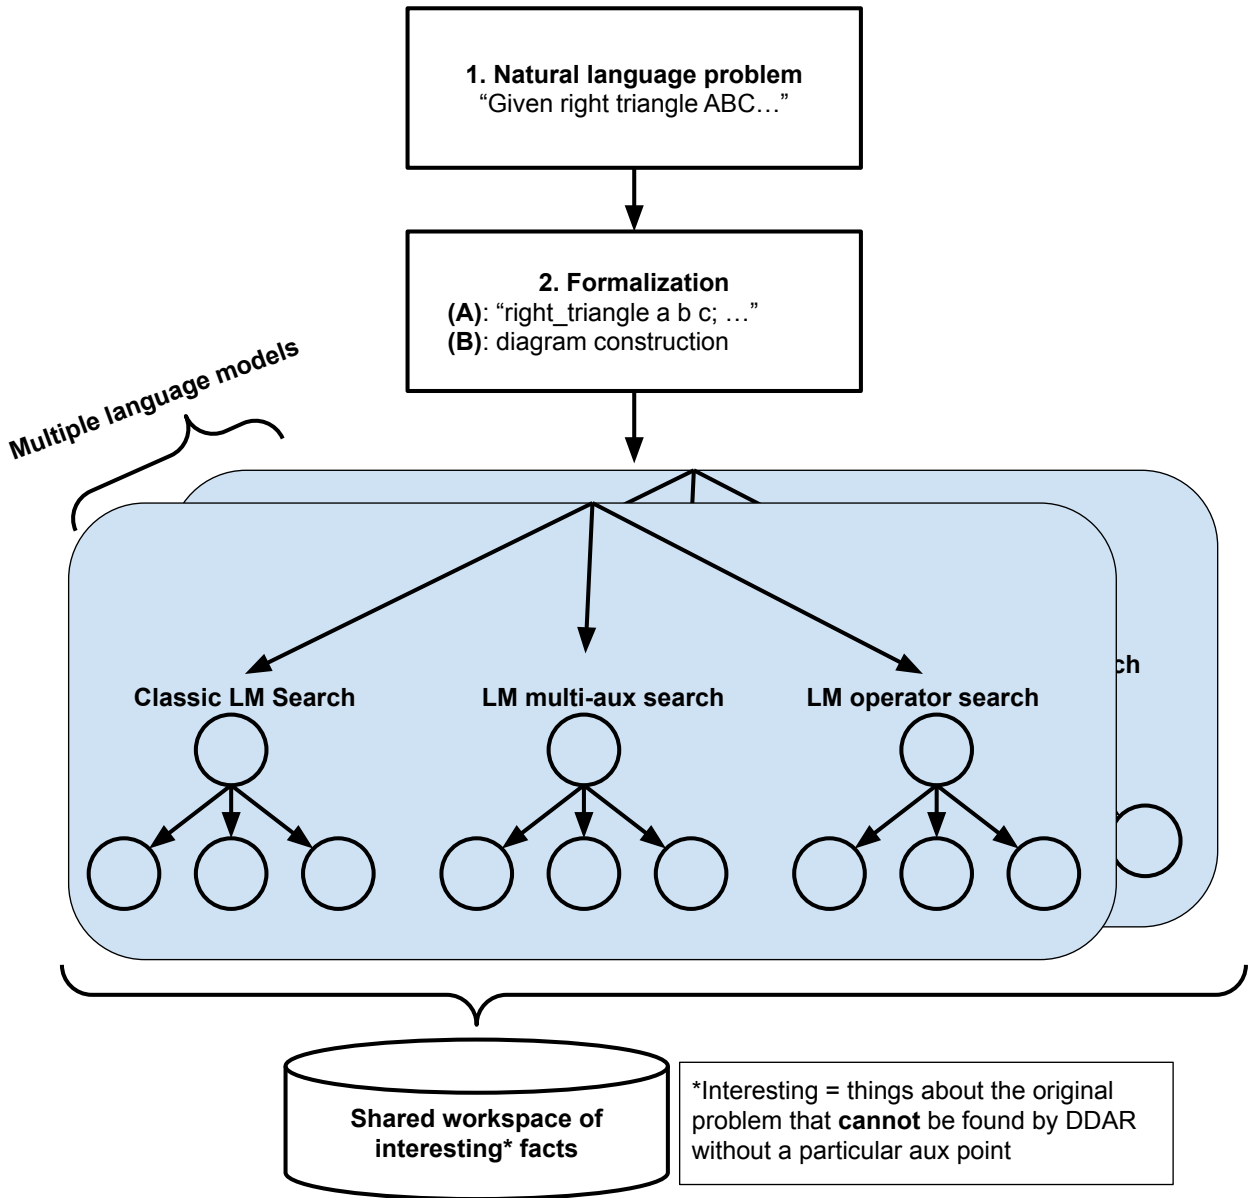 1. Natural language problem
“Given right triangle ABC…”
2. Formalization
(A): “right_triangle a b c; …”
(B): diagram construction
Multiple language models
Classic LM Search
LM multi-aux search
LM operator search
ch
Shared workspace of
interesting* facts
*Interesting = things about the original
problem that cannot be found by DDAR
without a particular aux point